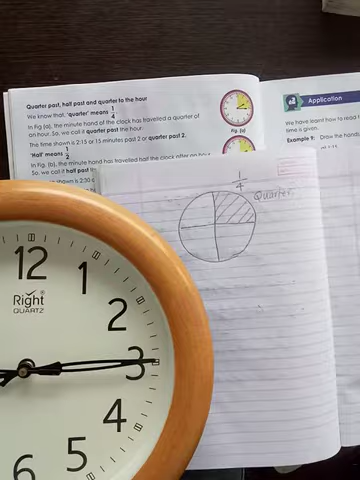 Quarter past, half past and quarter to the hour
We know that, 'quarter' means 1/4.
In Fig (a), the minute hand of the clock has travelled a quarter of
an hour. So, we call it quarter past the hour.
The time shown is 2:15 or 15 minutes past 2 or quarter past 2.
'Half' means 1/2
In Fig. (b), the minute hand has travelled half the clock
So, we call it half past
Fig. (a)
Application
We have learnt how to read
time is given.
Example 9: Draw the hands
1/4
Quarter
12
1
2
3
4
5
6
Right®
QUARTZ